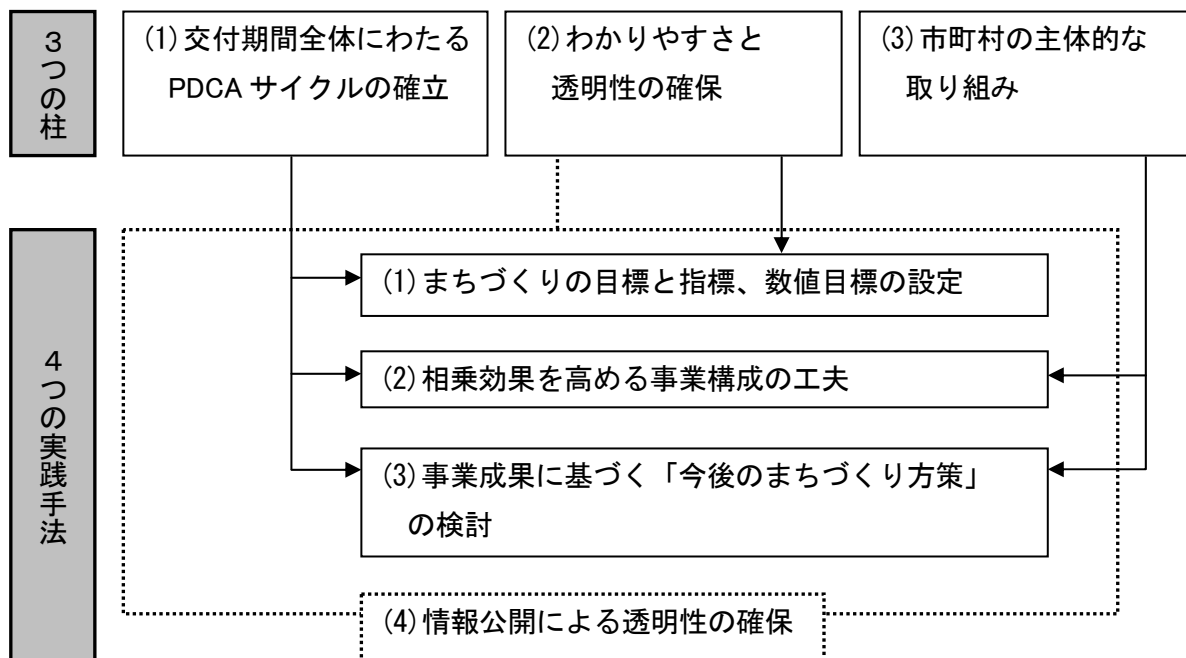 3つの柱
(1) 交付期間全体にわたる
PDCA サイクルの確立
(2) わかりやすさと
透明性の確保
(3) 市町村の主体的な
取り組み
4つの実践手法
(1) まちづくりの目標と指標、数値目標の設定
(2) 相乗効果を高める事業構成の工夫
(3) 事業成果に基づく「今後のまちづくり方策」
の検討
(4) 情報公開による透明性の確保